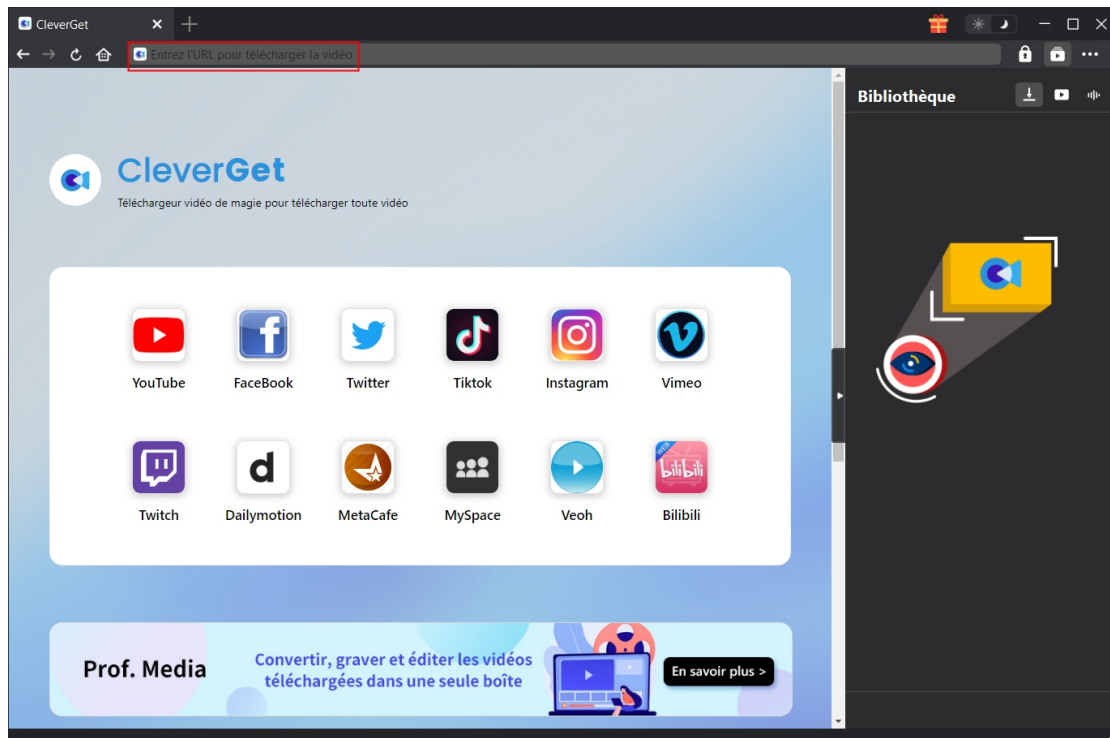 CleverGet
Entrez l'URL pour télécharger la vidéo
Bibliothèque
CleverGet
Téléchargeur vidéo de magie pour télécharger toute vidéo
YouTube FaceBook Twitter Tiktok Instagram Vimeo
WEB
bilibili
Twitch Dailymotion MetaCafe MySpace Veoh Bilibili
Prof. Media
Convertir, graver et éditer les vidéos
téléchargées dans une seule boîte
En savoir plus >